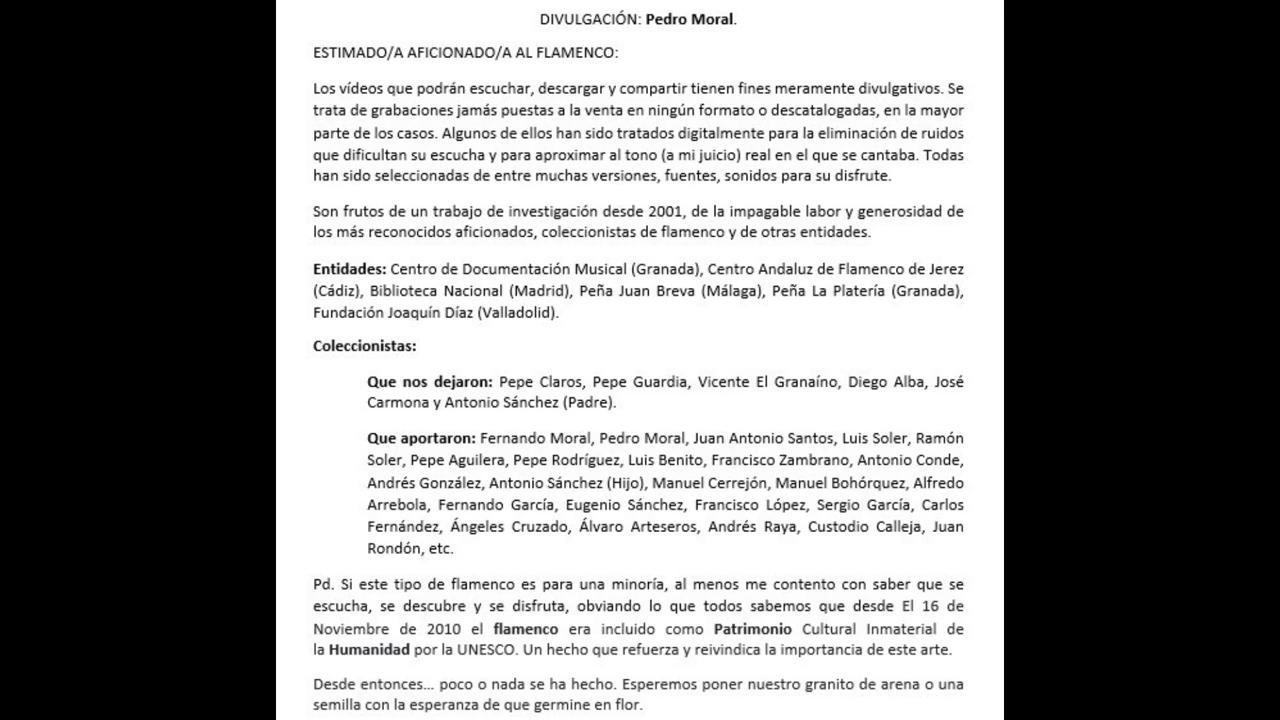 DIVULGACIÓN: Pedro Moral.
ESTIMADO/A AFICIONADO/A AL FLAMENCO:
Los vídeos que podrán escuchar, descargar y compartir tienen fines meramente divulgativos. Se
trata de grabaciones jamás puestas a la venta en ningún formato o descatalogadas, en la mayor
parte de los casos. Algunos de ellos han sido tratados digitalmente para la eliminación de ruidos
que dificultan su escucha y para aproximar al tono (a mi juicio) real en el que se cantaba. Todas
han sido seleccionadas de entre muchas versiones, fuentes, sonidos para su disfrute.
Son frutos de un trabajo de investigación desde 2001, de la impagable labor y generosidad de
los más reconocidos aficionados, coleccionistas de flamenco y de otras entidades.
Entidades: Centro de Documentación Musical (Granada), Centro Andaluz de Flamenco de Jerez
(Cádiz), Biblioteca Nacional (Madrid), Peña Juan Breva (Málaga), Peña La Platería (Granada),
Fundación Joaquín Díaz (Valladolid).
Coleccionistas:
Que nos dejaron: Pepe Claros, Pepe Guardia, Vicente El Granaíno, Diego Alba, José
Carmona y Antonio Sánchez (Padre).
Que aportaron: Fernando Moral, Pedro Moral, Juan Antonio Santos, Luis Soler, Ramón
Soler, Pepe Aguilera, Pepe Rodríguez, Luis Benito, Francisco Zambrano, Antonio Conde,
Andrés González, Antonio Sánchez (Hijo), Manuel Cerrejón, Manuel Bohórquez, Alfredo
Arrebola, Fernando García, Eugenio Sánchez, Francisco López, Sergio García, Carlos
Fernández, Ángeles Cruzado, Álvaro Arteseros, Andrés Raya, Custodio Calleja, Juan
Rondón, etc.
Pd. Si este tipo de flamenco es para una minoría, al menos me contento con saber que se
escucha, se descubre y se disfruta, obviando lo que todos sabemos que desde El 16 de
Noviembre de 2010 el flamenco era incluido como Patrimonio Cultural Inmaterial de
la Humanidad por la UNESCO. Un hecho que refuerza y reivindica la importancia de este arte.
Desde entonces... poco o nada se ha hecho. Esperemos poner nuestro granito de arena o una
semilla con la esperanza de que germine en flor.